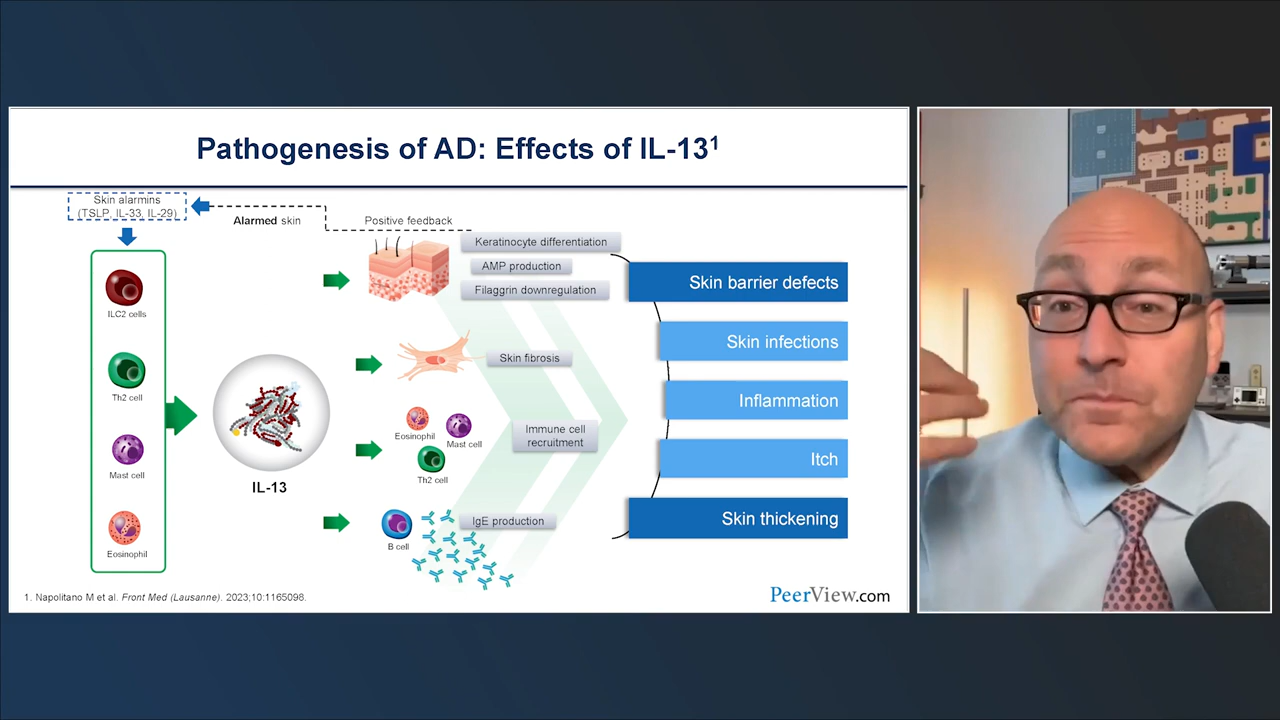 Pathogenesis of AD: Effects of IL-13¹
Skin alarmins
(TSLP, IL-33, IL-29)
Alarmed skin
Positive feedback
ILC2 cells
Th2 cell
Mast cell
Eosinophil
IL-13
Keratinocyte differentiation
AMP production
Filaggrin downregulation
Skin fibrosis
Eosinophil
Mast cell
Th2 cell
Immune cell
recruitment
B cell
IgE production
Skin barrier defects
Skin infections
Inflammation
Itch
Skin thickening
1. Napolitano M et al. Front Med (Lausanne). 2023;10:1165098.
PeerView.com